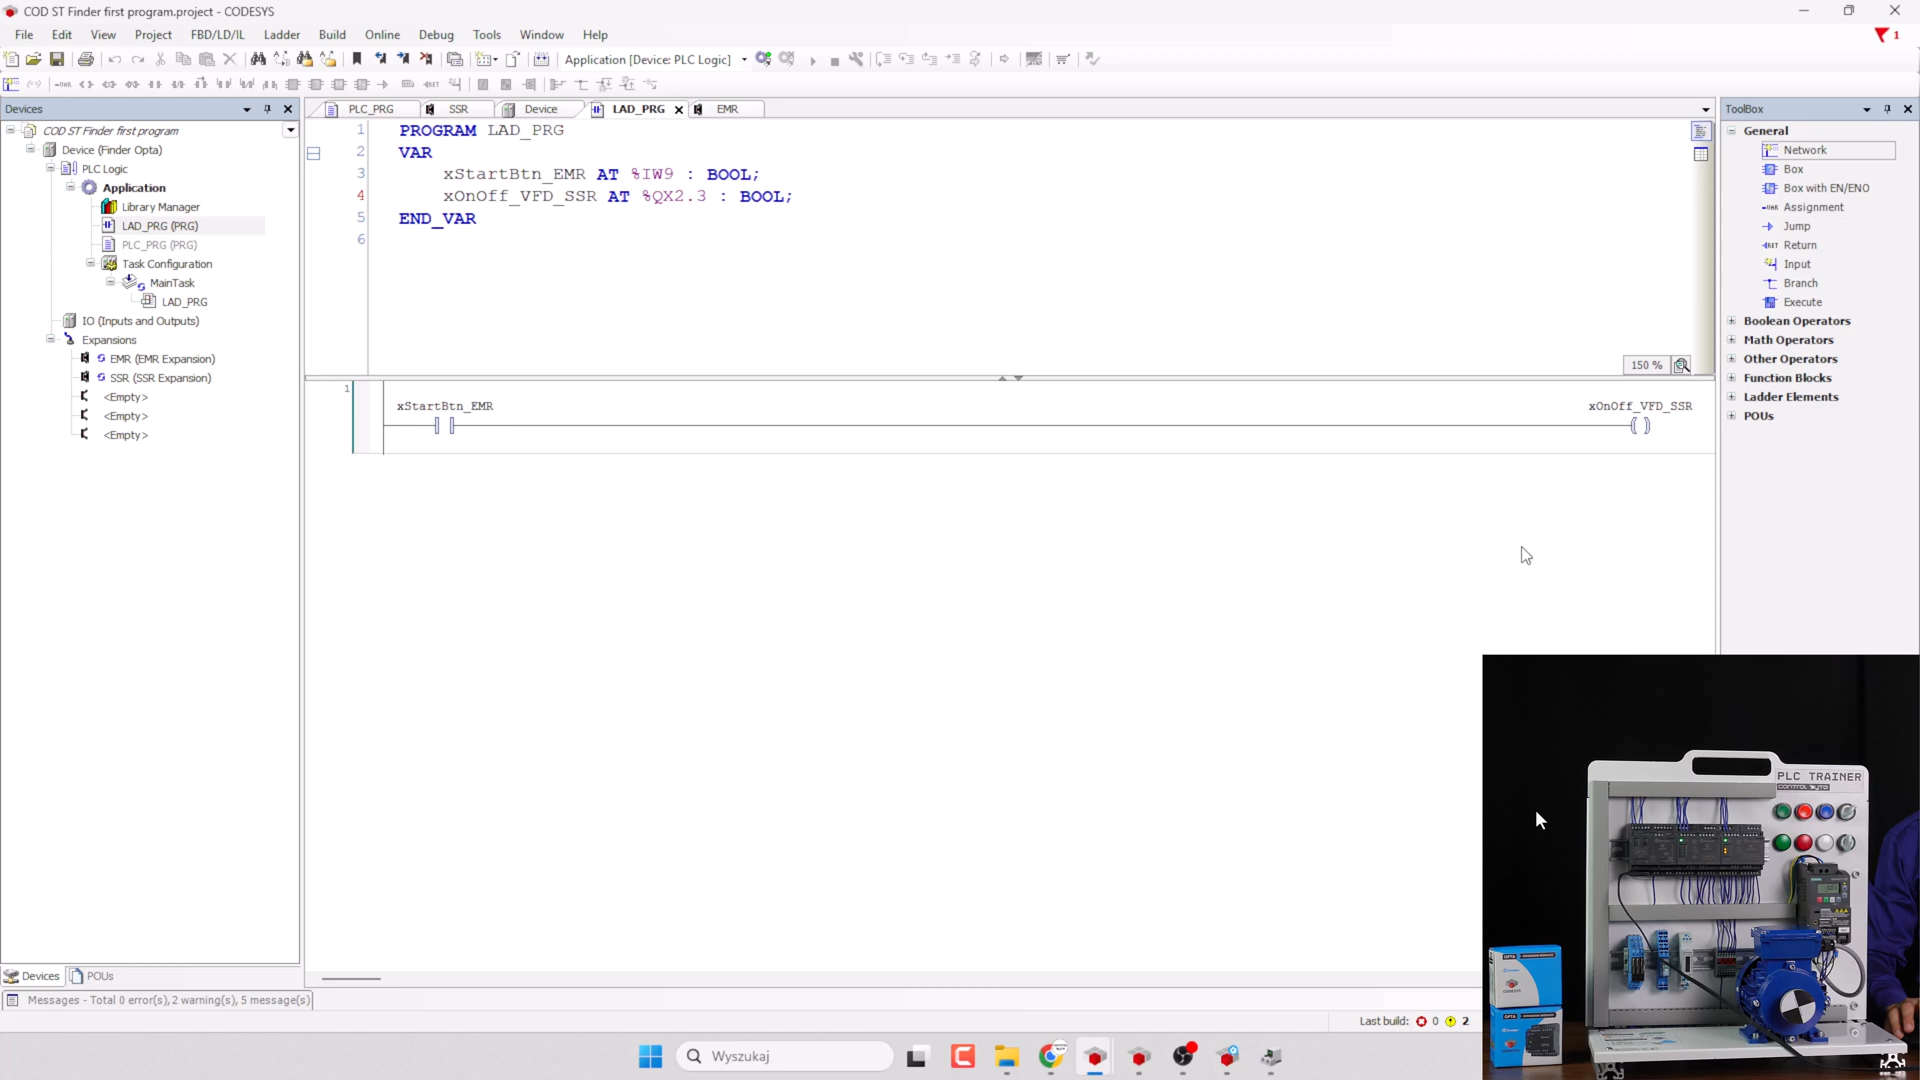 COD ST Finder first program.project - CODESYS
File Edit View Project FBD/LD/IL Ladder Build Online Debug Tools Window Help
1
Application [Device: PLC Logic]
Devices
COD ST Finder first program
Device (Finder Opta)
PLC Logic
Application
Library Manager
LAD_PRG (PRG)
PLC_PRG (PRG)
Task Configuration
MainTask
LAD_PRG
IO (Inputs and Outputs)
Expansions
EMR (EMR Expansion)
SSR (SSR Expansion)
<Empty>
<Empty>
<Empty>
Devices POUs
PLC_PRG SSR Device LAD_PRG EMR
1 PROGRAM LAD_PRG
2 VAR
3 xStartBtn_EMR AT %IW9 : BOOL;
4 xOnOff_VFD_SSR AT %QX2.3 : BOOL;
5 END_VAR
6
150 %
1
xStartBtn_EMR xOnOff_VFD_SSR
ToolBox
General
Network
Box
Box with EN/ENO
Assignment
Jump
Return
Input
Branch
Execute
Boolean Operators
Math Operators
Other Operators
Function Blocks
Ladder Elements
POUs
Messages - Total 0 error(s), 2 warning(s), 5 message(s)
Last build: 0 2
Wyszukaj
PLC TRAINER
OPTA
CODESYS
OPTA